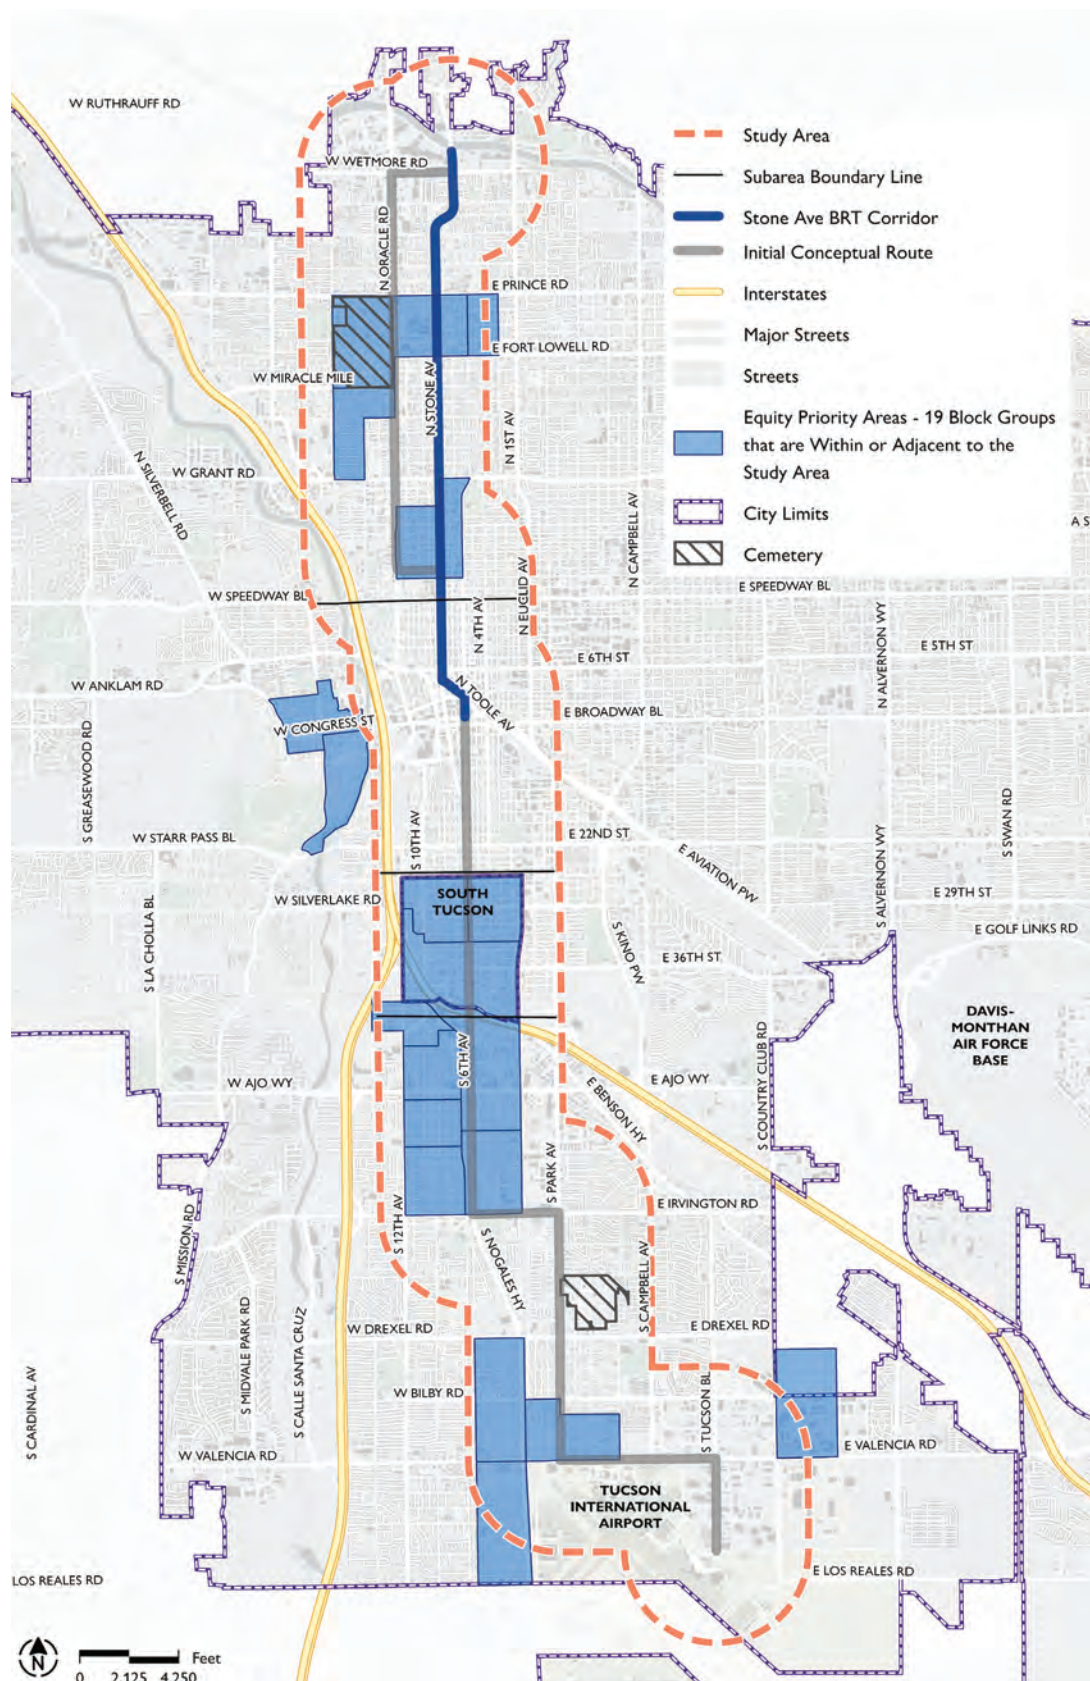 W RUTHRAUFF RD
W WETMORE RD
N ORACLE RD
E PRINCE RD
E FORT LOWELL RD
W MIRACLE MILE
N STONE AV
N 1ST AV
W GRANT RD
N SILVERBELL RD
N CAMPBELL AV
Study Area
Subarea Boundary Line
Stone Ave BRT Corridor
Initial Conceptual Route
Interstates
Major Streets
Streets
Equity Priority Areas - 19 Block Groups
that are Within or Adjacent to the
Study Area
City Limits
Cemetery
A S
W SPEEDWAY BL
E SPEEDWAY BL
N 4TH AV
N EUCLID AV
N ALVERNON WY
E 6TH ST
E 5TH ST
W ANKLAM RD
N TOOLE AV
W CONGRESS ST
E BROADWAY BL
S GREASEWOOD RD
W STARR PASS BL
S 10TH AV
E 22ND ST
E AVIATION PW
S SWAN RD
S ALVERNON WY
W SILVERLAKE RD
SOUTH
TUCSON
E 29TH ST
S LA CHOLLA BL
S KINO PW
E GOLF LINKS RD
E 36TH ST
DAVIS-
MONTHAN
AIR FORCE
BASE
S COUNTRY CLUB RD
S 6TH AV
W AJO WY
E AJO WY
E BENSON HY
S PARK AV
E IRVINGTON RD
S 12TH AV
S MISSION RD
S NOGALES HY
S CAMPBELL AV
W DREXEL RD
E DREXEL RD
S MIDVALE PARK RD
S CALLE SANTA CRUZ
S CARDINAL AV
W BILBY RD
S TUCSON BL
W VALENCIA RD
E VALENCIA RD
TUCSON
INTERNATIONAL
AIRPORT
LOS REALES RD
E LOS REALES RD
N
Feet
0 2,125 4,250